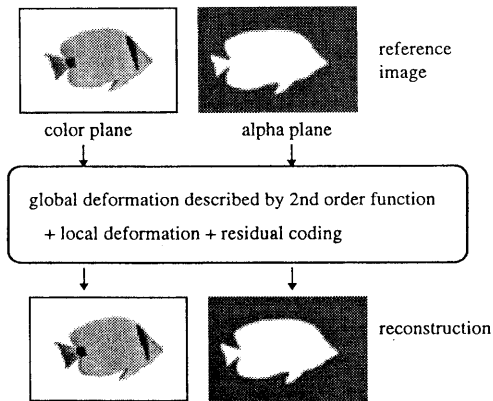 reference
image
color plane
alpha plane
global deformation described by 2nd order function
+ local deformation + residual coding
reconstruction